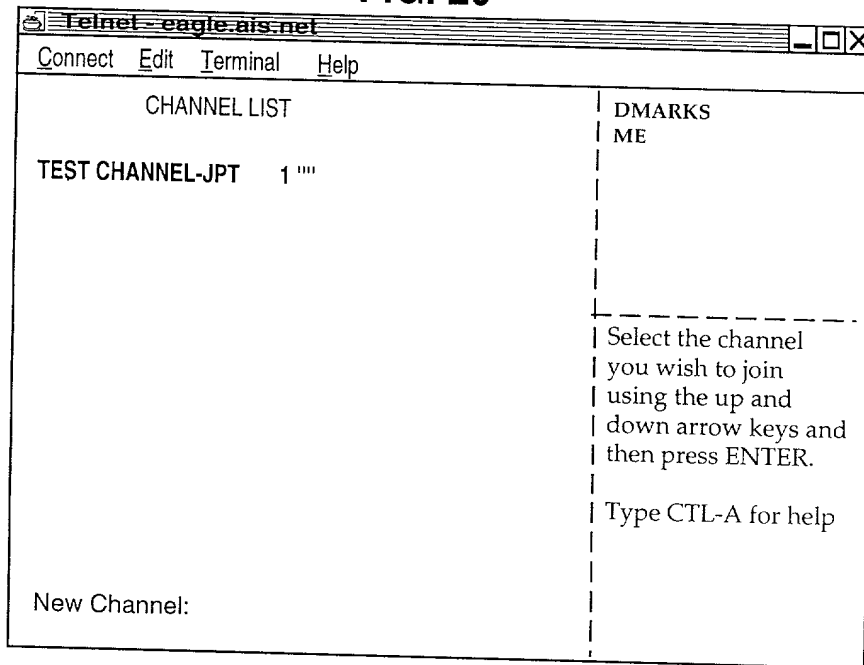 Telnet - eagle.ais.net
Connect Edit Terminal Help
CHANNEL LIST
TEST CHANNEL-JPT 1 """
DMARKS
ME
Select the channel
you wish to join
using the up and
down arrow keys and
then press ENTER.
Type CTL-A for help
New Channel: